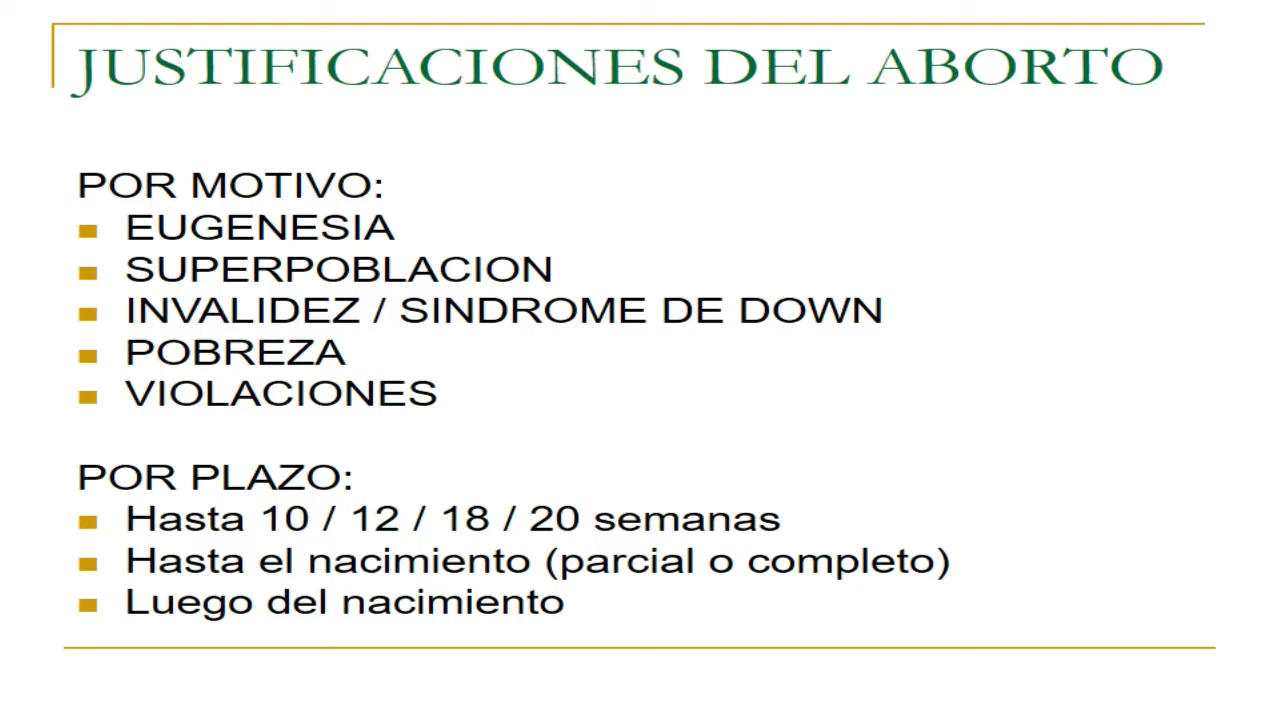 JUSTIFICACIONES DEL ABORTO
POR MOTIVO:
EUGENESIA
SUPERPOBLACION
INVALIDEZ / SINDROME DE DOWN
POBREZA
VIOLACIONES
POR PLAZO:
Hasta 10 / 12 / 18 / 20 semanas
Hasta el nacimiento (parcial o completo)
Luego del nacimiento